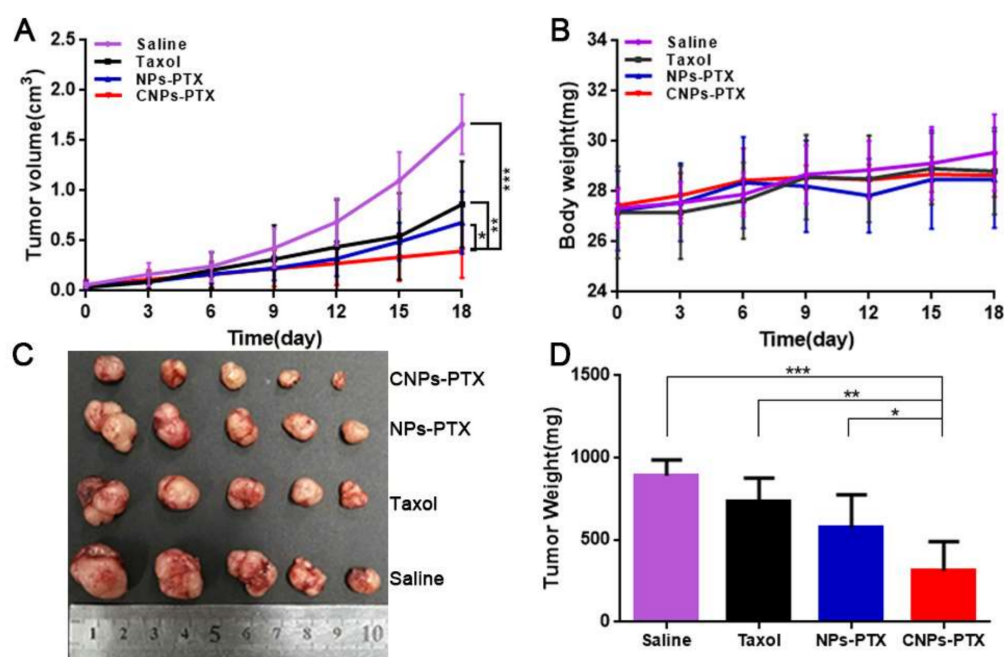 A
Tumor volume(cm3)
2.5
2.0
1.5
1.0
0.5
0.0
Saline
Taxol
NPs-PTX
CNPs-PTX
***
**
*
0 3 6 9 12 15 18
Time(day)
B
Body weight(mg)
34
32
30
28
26
24
Saline
Taxol
NPs-PTX
CNPs-PTX
0 3 6 9 12 15 18
Time(day)
C
CNPs-PTX
NPs-PTX
Taxol
Saline
1 2 3 4 5 6 7 8 9 10
D
Tumor Weight(mg)
1500
1000
500
0
***
**
*
Saline Taxol NPs-PTX CNPs-PTX